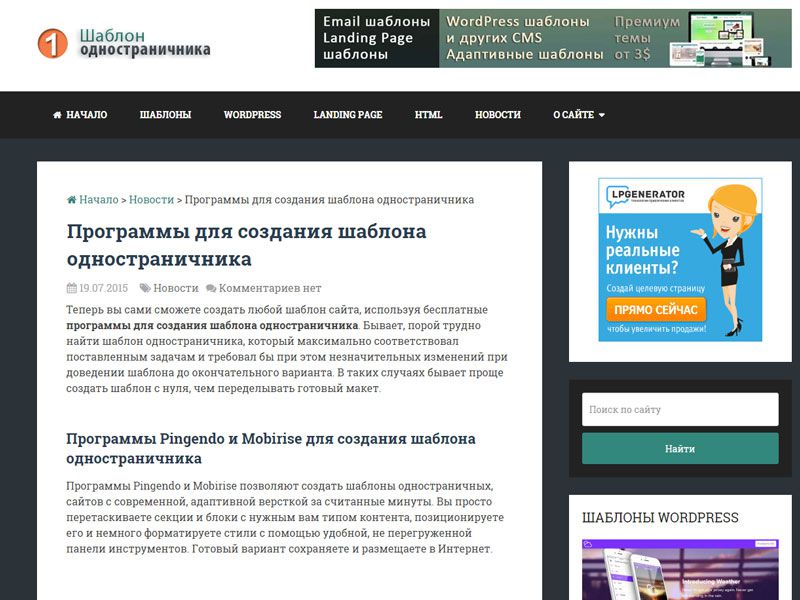 1 Шаблон
одностраничника
Email шаблоны
Landing Page
шаблоны
WordPress шаблоны
и других CMS
Адаптивные шаблоны
Премиум
темы
от 3$
НАЧАЛО ШАБЛОНЫ WORDPRESS LANDING PAGE HTML НОВОСТИ О САЙТЕ
Начало > Новости > Программы для создания шаблона одностраничника
Программы для создания шаблона
одностраничника
19.07.2015 Новости Комментариев нет
Теперь вы сами сможете создать любой шаблон сайта, используя бесплатные
программы для создания шаблона одностраничника. Бывает, порой трудно
найти шаблон одностраничника, который максимально соответствовал
поставленным задачам и требовал бы при этом незначительных изменений при
доведении шаблона до окончательного варианта. В таких случаях бывает проще
создать шаблон с нуля, чем переделывать готовый макет.
Программы Pingendo и Mobirise для создания шаблона
одностраничника
Программы Pingendo и Mobirise позволяют создать шаблоны одностраничных,
сайтов с современной, адаптивной версткой за считанные минуты. Вы просто
перетаскиваете секции и блоки с нужным вам типом контента, позиционируете
его и немного форматируете стили с помощью удобной, не перегруженной
панели инструментов. Готовый вариант сохраняете и размещаете в Интернет.
LPGENERATOR
Нужны
реальные
клиенты?
Создай целевую страницу
ПРЯМО СЕЙЧАС
чтобы увеличить продажи!
Поиск по сайту
Найти
ШАБЛОНЫ WORDPRESS
Introducing Weather